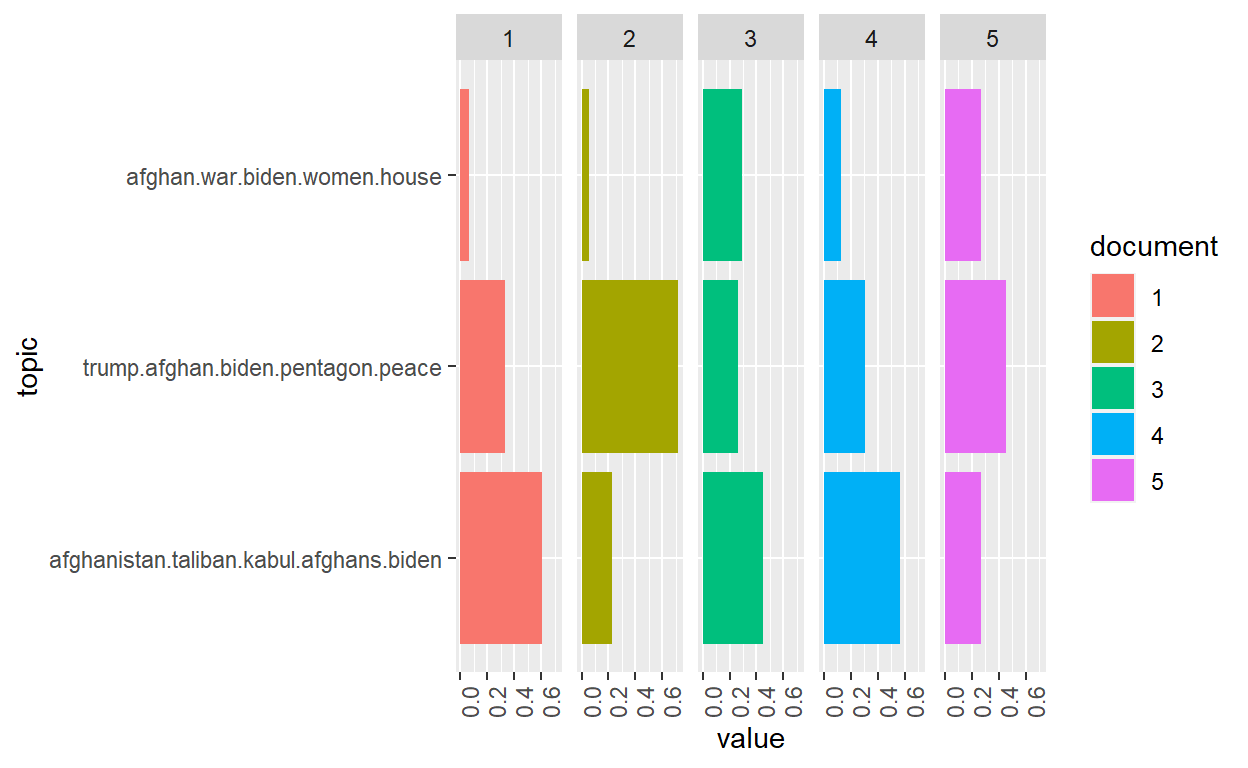 1 2 3 4 5
afghan.war.biden.women.house
trump.afghan.biden.pentagon.peace
afghanistan.taliban.kabul.afghans.biden
topic
0.0 0.2 0.4 0.6 0.0 0.2 0.4 0.6 0.0 0.2 0.4 0.6 0.0 0.2 0.4 0.6 0.0 0.2 0.4 0.6
value
document
1
2
3
4
5